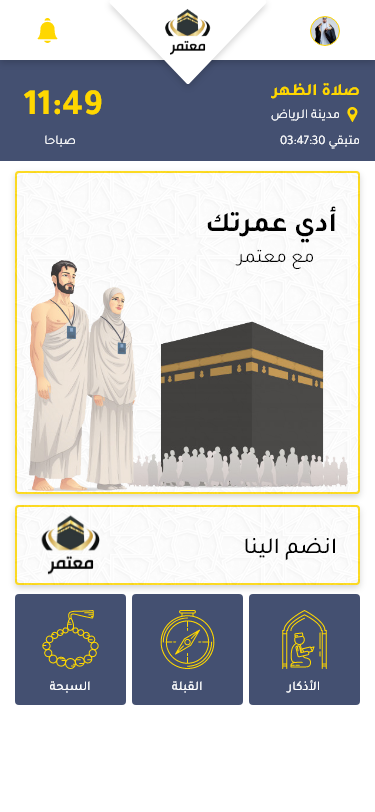 معتمر
صلاة الظهر
11:49
مدينة الرياض
صباحا
متبقي 03:47:30
أدي عمرتك
مع معتمر
انضم الينا
معتمر
الأذكار
القبلة
السبحة